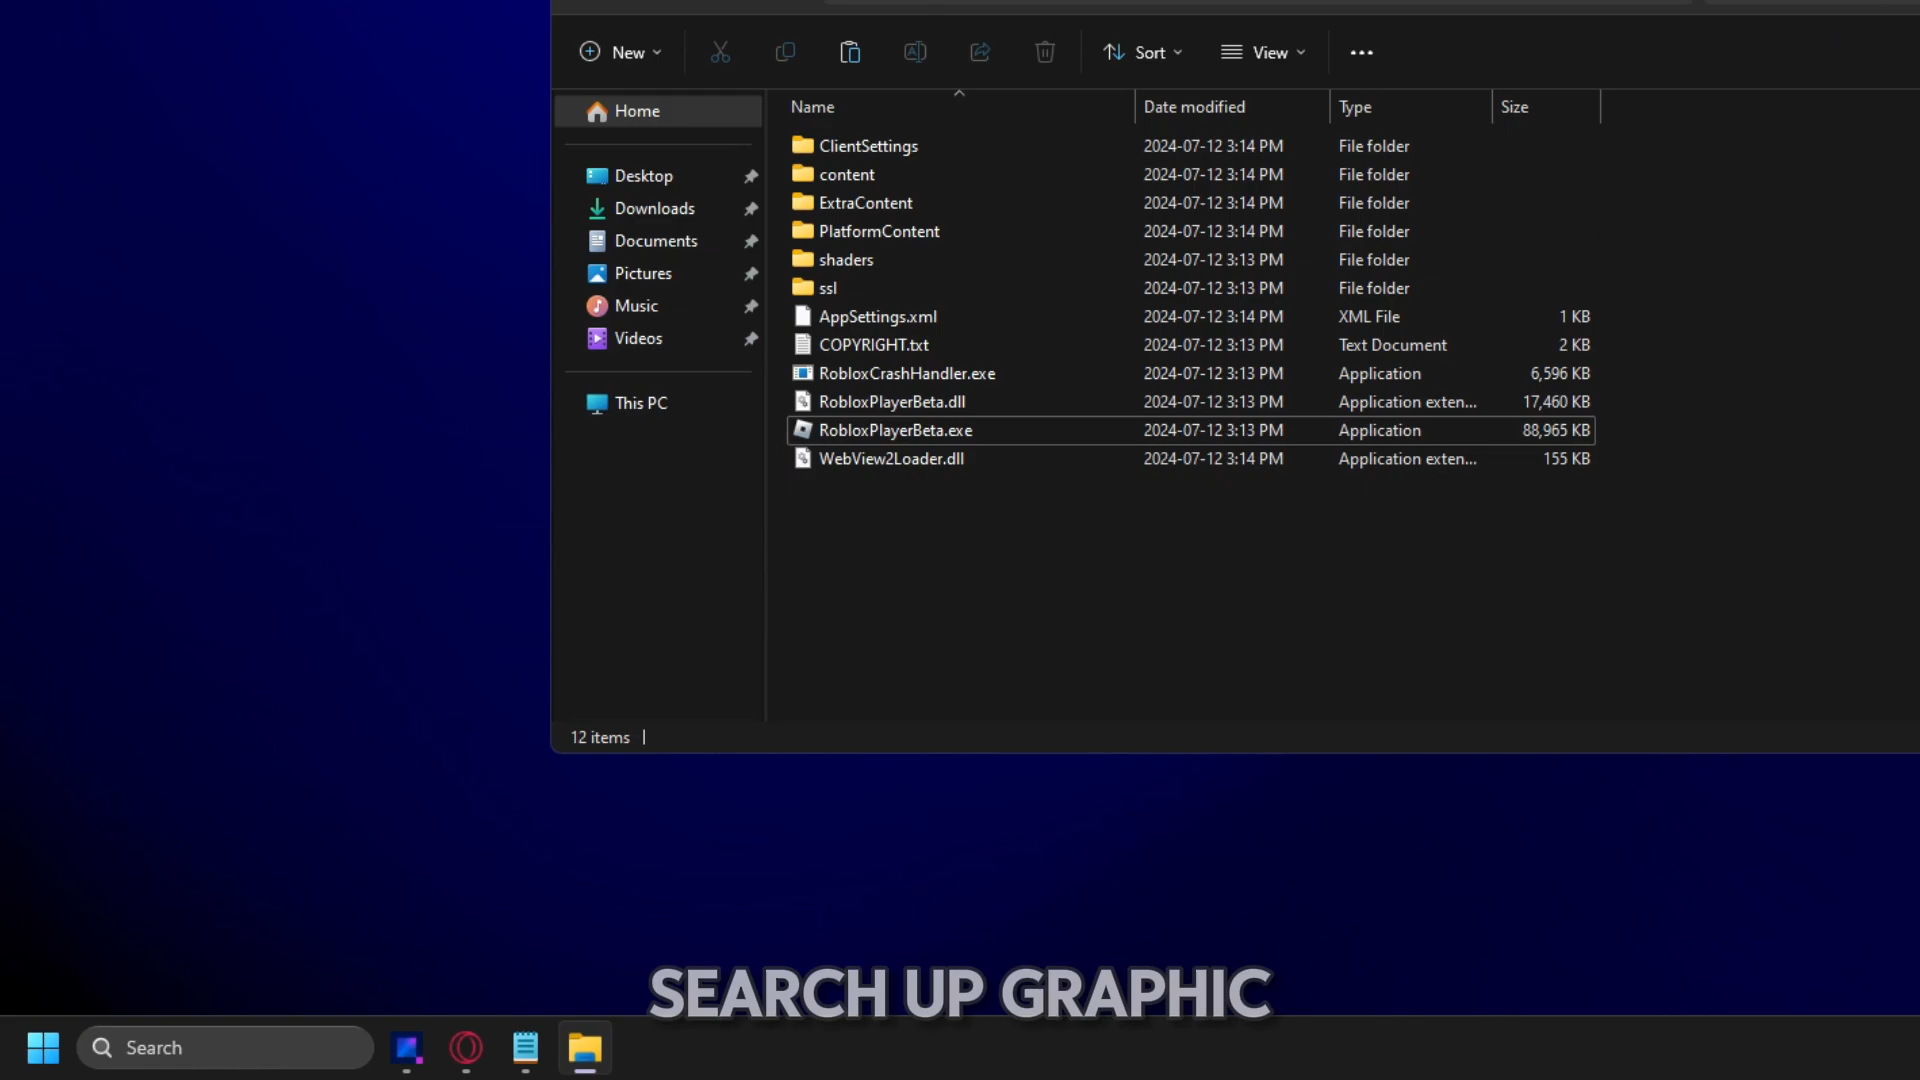 New
Sort
View
Home
Desktop
Downloads
Documents
Pictures
Music
Videos
This PC
Name Date modified Type Size
ClientSettings 2024-07-12 3:14 PM File folder
content 2024-07-12 3:14 PM File folder
ExtraContent 2024-07-12 3:14 PM File folder
PlatformContent 2024-07-12 3:14 PM File folder
shaders 2024-07-12 3:13 PM File folder
ssl 2024-07-12 3:13 PM File folder
AppSettings.xml 2024-07-12 3:14 PM XML File 1 KB
COPYRIGHT.txt 2024-07-12 3:13 PM Text Document 2 KB
RobloxCrashHandler.exe 2024-07-12 3:13 PM Application 6,596 KB
RobloxPlayerBeta.dll 2024-07-12 3:13 PM Application exten... 17,460 KB
RobloxPlayerBeta.exe 2024-07-12 3:13 PM Application 88,965 KB
WebView2Loader.dll 2024-07-12 3:14 PM Application exten... 155 KB
12 items
SEARCH UP GRAPHIC
Search